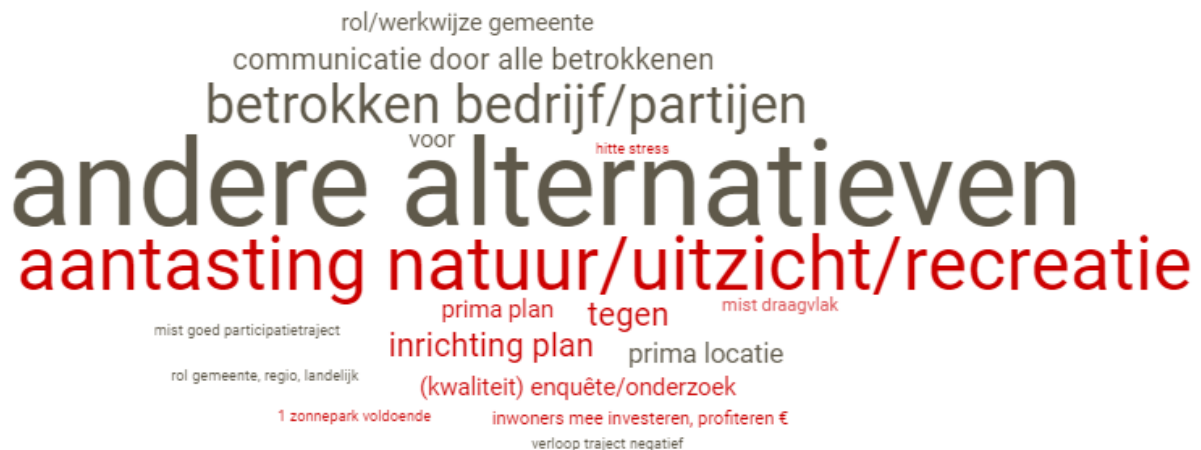 rol/werkwijze gemeente
communicatie door alle betrokkenen
betrokken bedrijf/partijen
voor
hitte stress
andere alternatieven
aantasting natuur/uitzicht/recreatie
prima plan
tegen
mist draagvlak
mist goed participatietraject
inrichting plan
prima locatie
rol gemeente, regio, landelijk
(kwaliteit) enquête/onderzoek
1 zonnepark voldoende
inwoners mee investeren, profiteren €
verloop traject negatief